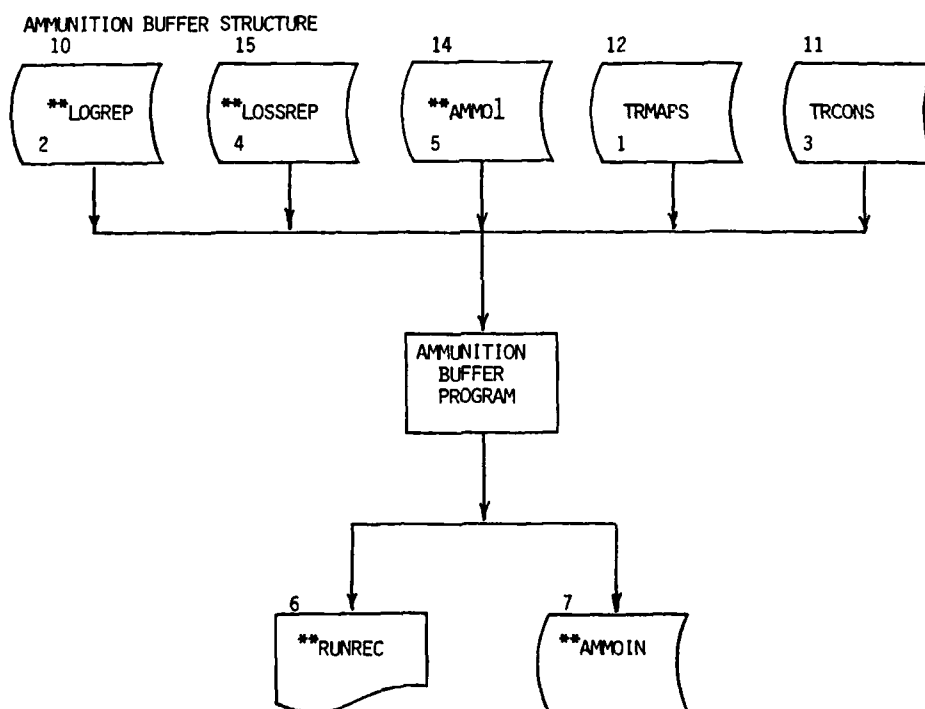 AMMUNITION BUFFER STRUCTURE
10 15 14 12 11
**LOGREP **LOSSREP **AMMO1 TRMAPS TRCONS
2 4 5 1 3
AMMUNITION
BUFFER
PROGRAM
6 7
**RUNREC **AMMOIN